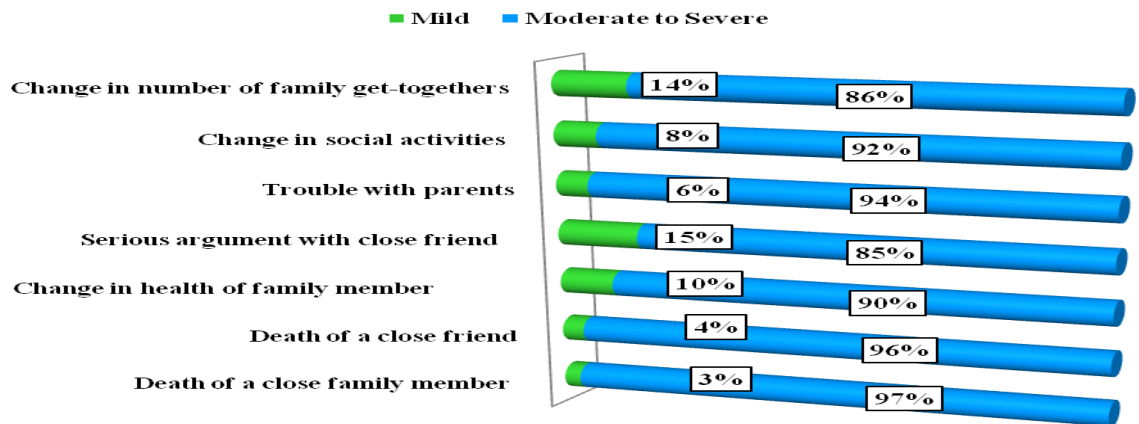 Mild Moderate to Severe
Change in number of family get-togethers 14% 86%
Change in social activities 8% 92%
Trouble with parents 6% 94%
Serious argument with close friend 15% 85%
Change in health of family member 10% 90%
Death of a close friend 4% 96%
Death of a close family member 3% 97%